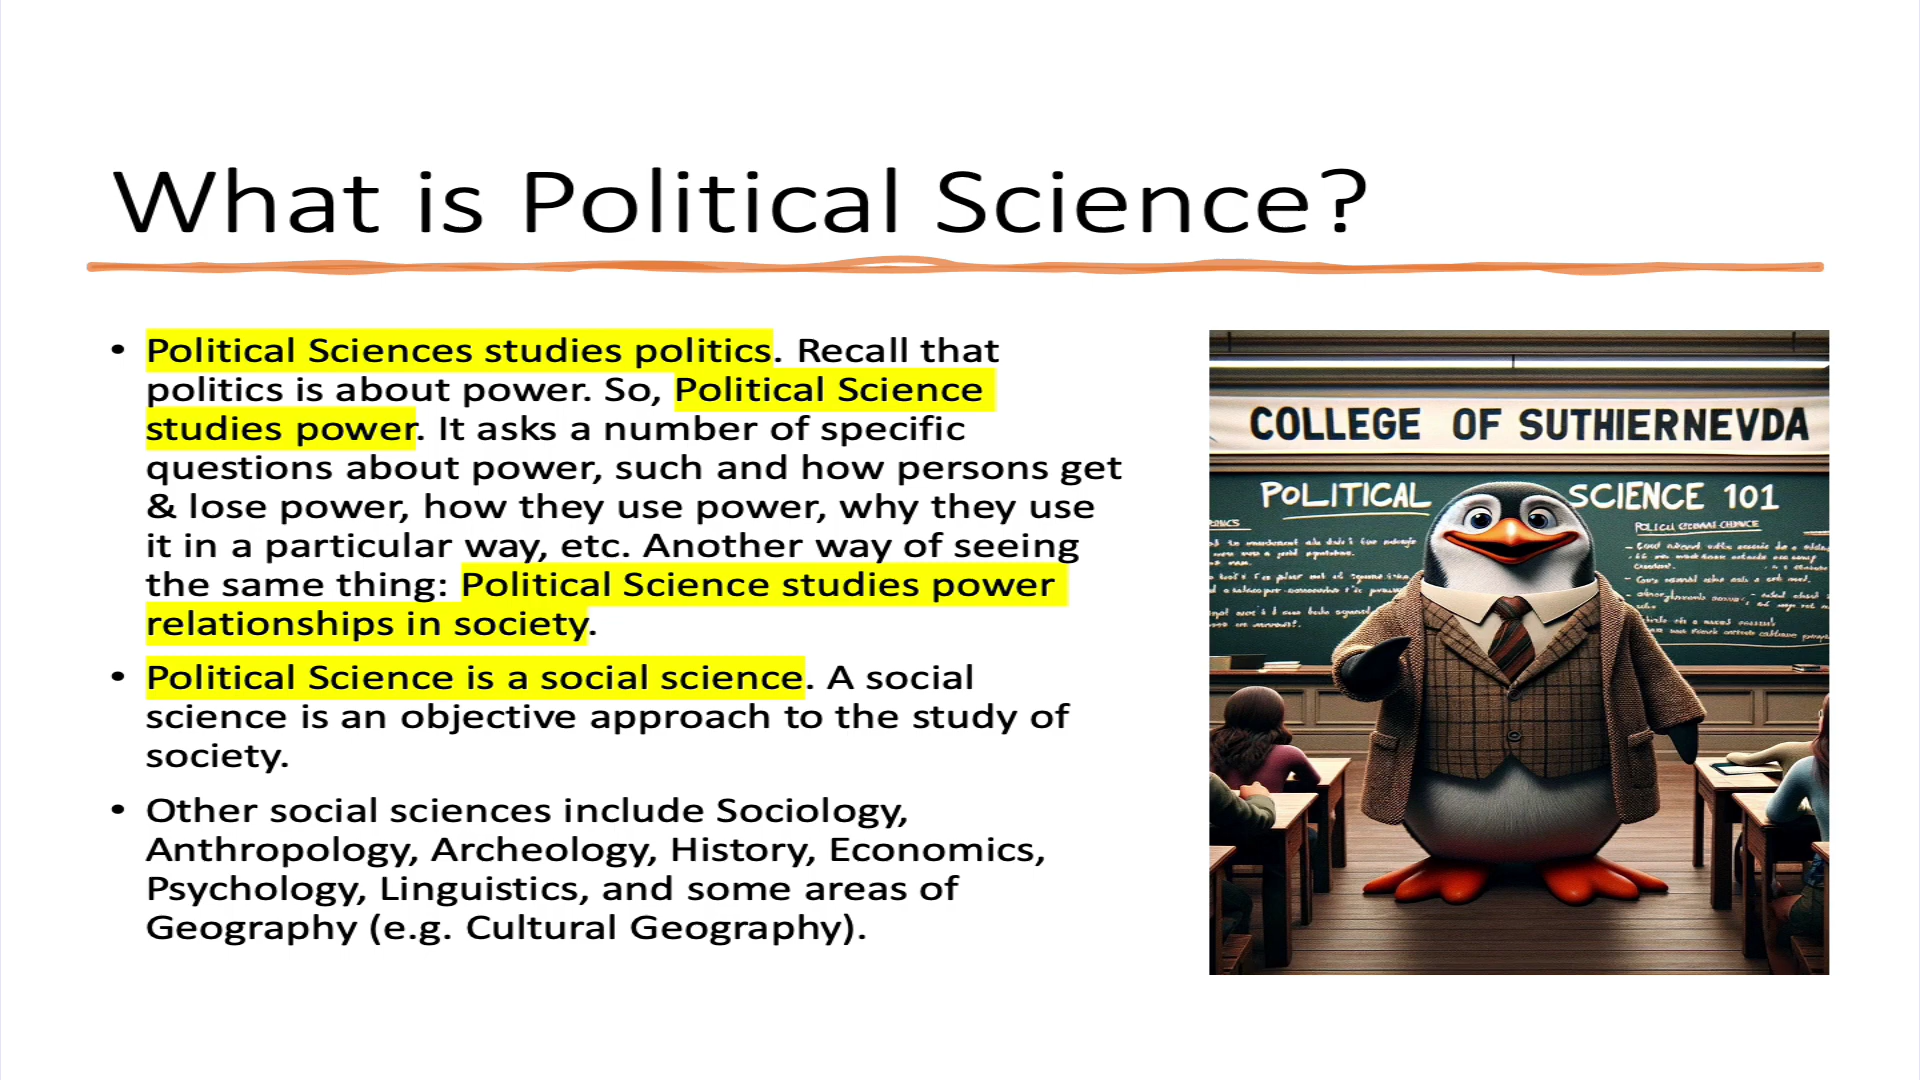 What is Political Science?
• Political Sciences studies politics. Recall that
politics is about power. So, Political Science
studies power. It asks a number of specific
questions about power, such and how persons get
& lose power, how they use power, why they use
it in a particular way, etc. Another way of seeing
the same thing: Political Science studies power
relationships in society.
• Political Science is a social science. A social
science is an objective approach to the study of
society.
• Other social sciences include Sociology,
Anthropology, Archeology, History, Economics,
Psychology, Linguistics, and some areas of
Geography (e.g. Cultural Geography).
COLLEGE OF SUTHIERNEVDA
POLITICAL SCIENCE 101